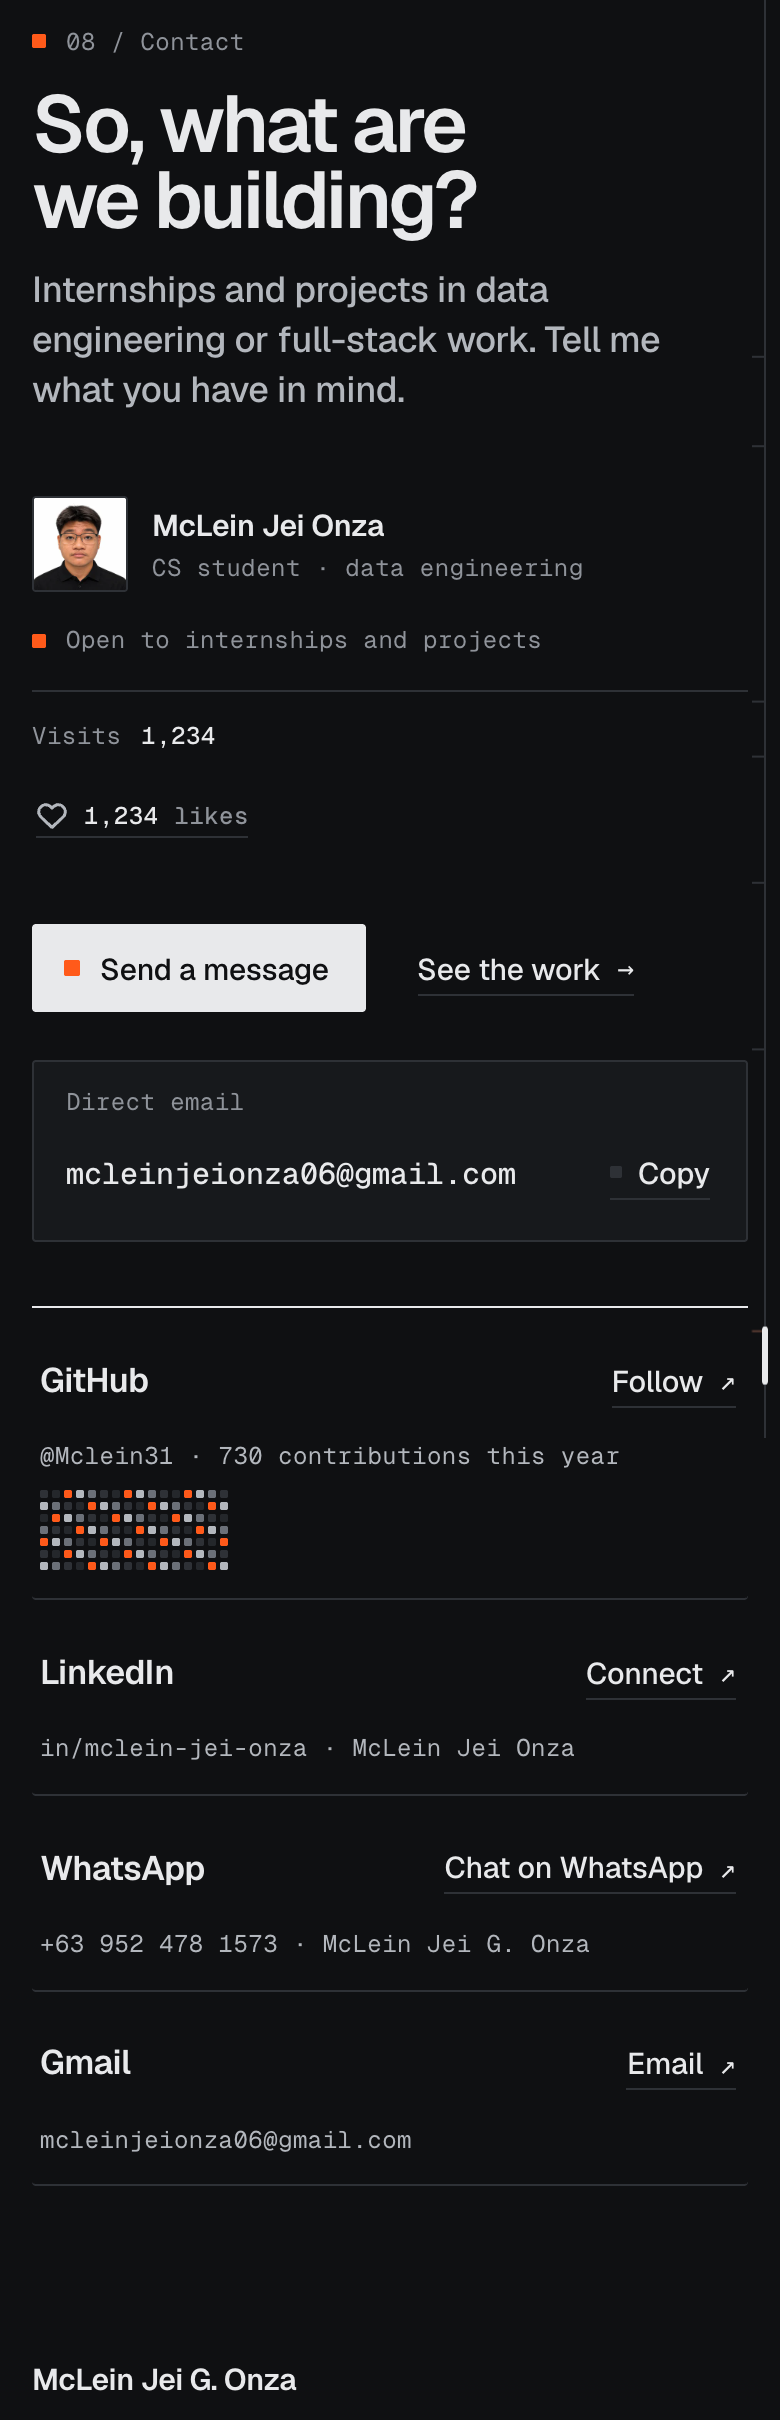 08 / Contact
So, what are
we building?
Internships and projects in data
engineering or full-stack work. Tell me
what you have in mind.
McLein Jei Onza
CS student · data engineering
Open to internships and projects
Visits 1,234
1,234 likes
Send a message
See the work →
Direct email
mcleinjeionza06@gmail.com
Copy
GitHub
Follow ↗
@Mclein31 · 730 contributions this year
LinkedIn
Connect ↗
in/mclein-jei-onza · McLein Jei Onza
WhatsApp
Chat on WhatsApp ↗
+63 952 478 1573 · McLein Jei G. Onza
Gmail
Email ↗
mcleinjeionza06@gmail.com
McLein Jei G. Onza